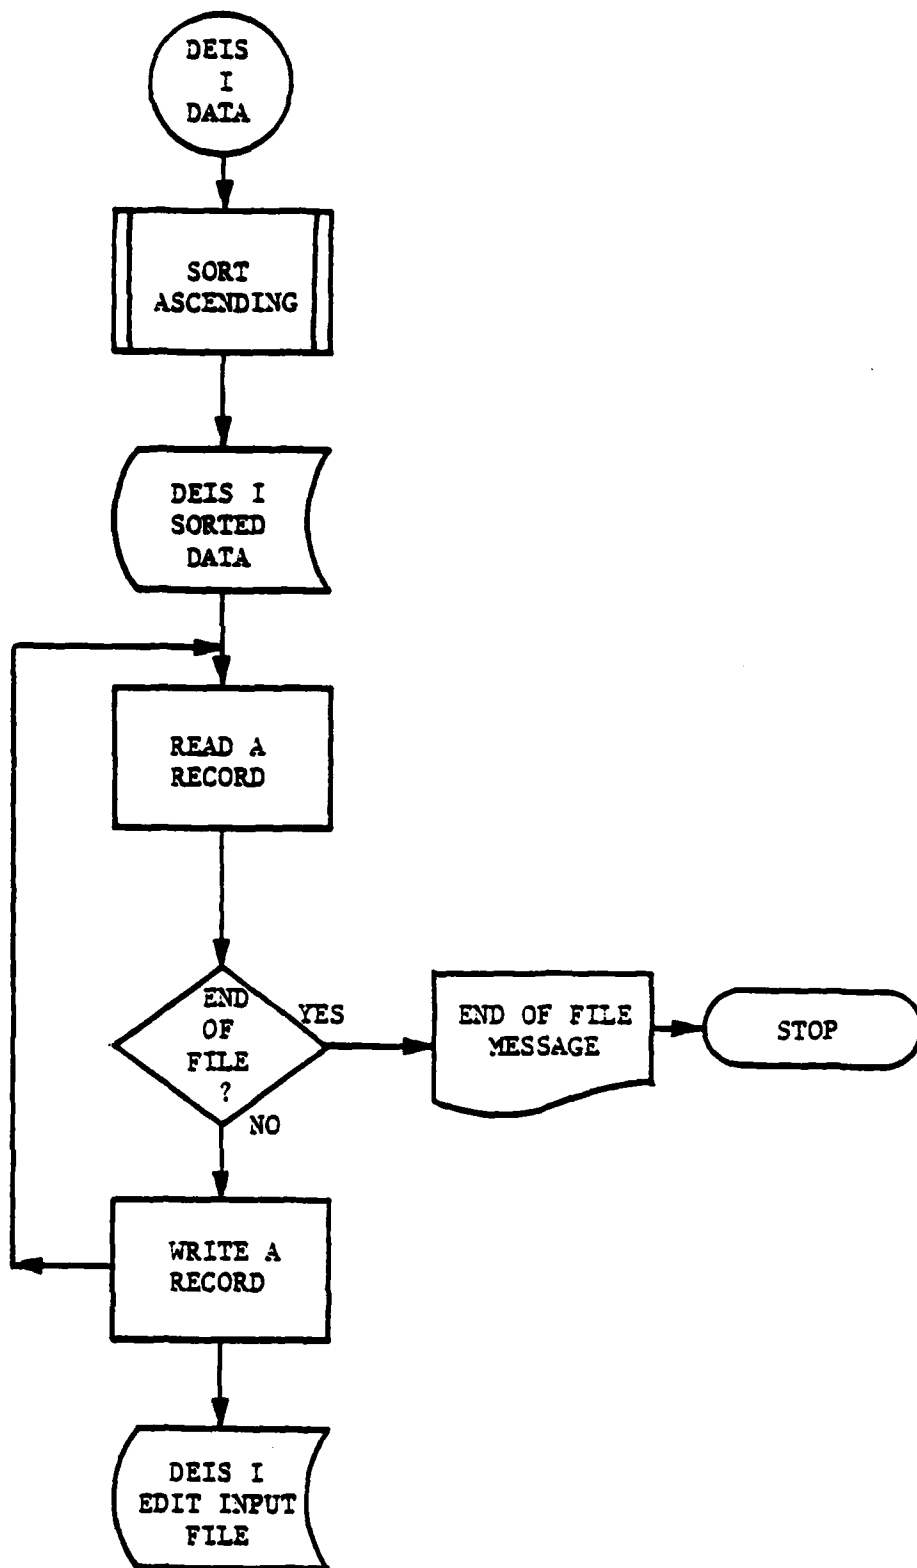 DEIS
I
DATA
SORT
ASCENDING
DEIS I
SORTED
DATA
READ A
RECORD
END
OF
FILE
?
YES
NO
END OF FILE
MESSAGE
STOP
WRITE A
RECORD
DEIS I
EDIT INPUT
FILE